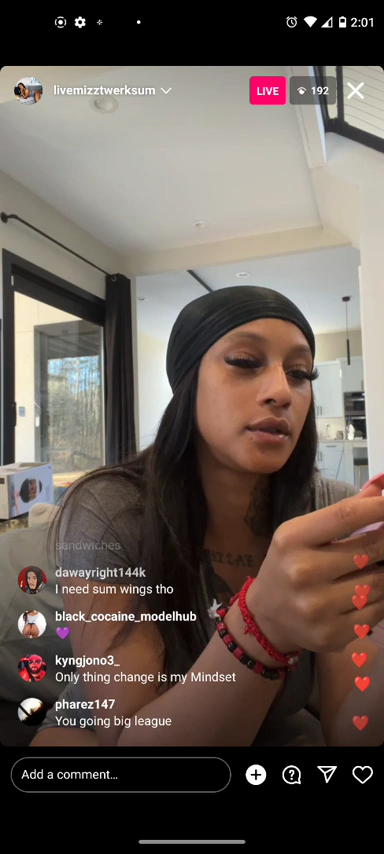 2:01
livemizztwerksum
LIVE
192
sandwiches
dawayright144k
I need sum wings tho
black_cocaine_modelhub
💜
kyngjono3_
Only thing change is my Mindset
pharez147
You going big league
Add a comment...